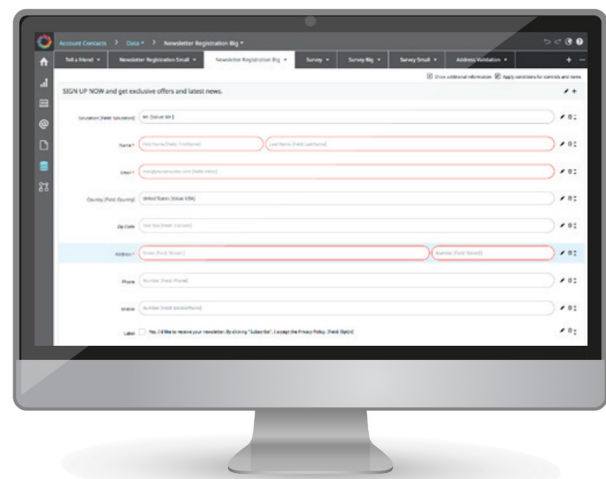 Account Contacts > Data > Newsletter Registration Big
Tell a friend Newsletter Registration Small Newsletter Registration Big Survey Survey Big Survey Small Address Validation
Show additional information Apply conditions for controls and items
SIGN UP NOW and get exclusive offers and latest news.
Salutation [Field: Salutation] Mr. [Value: Mr.]
Name * First Name [Field: FirstName] Last Name [Field: LastName]
Email *
Country [Field: Country] United States [Value: USA]
Zip Code
Address * Street [Field: Street] Number [Field: Street2]
Phone Number [Field: Phone]
Mobile Number [Field: MobilePhone]
Label Yes, I'd like to receive your newsletter. By clicking "Subscribe", I accept the Privacy Policy. [Field: OptIn]